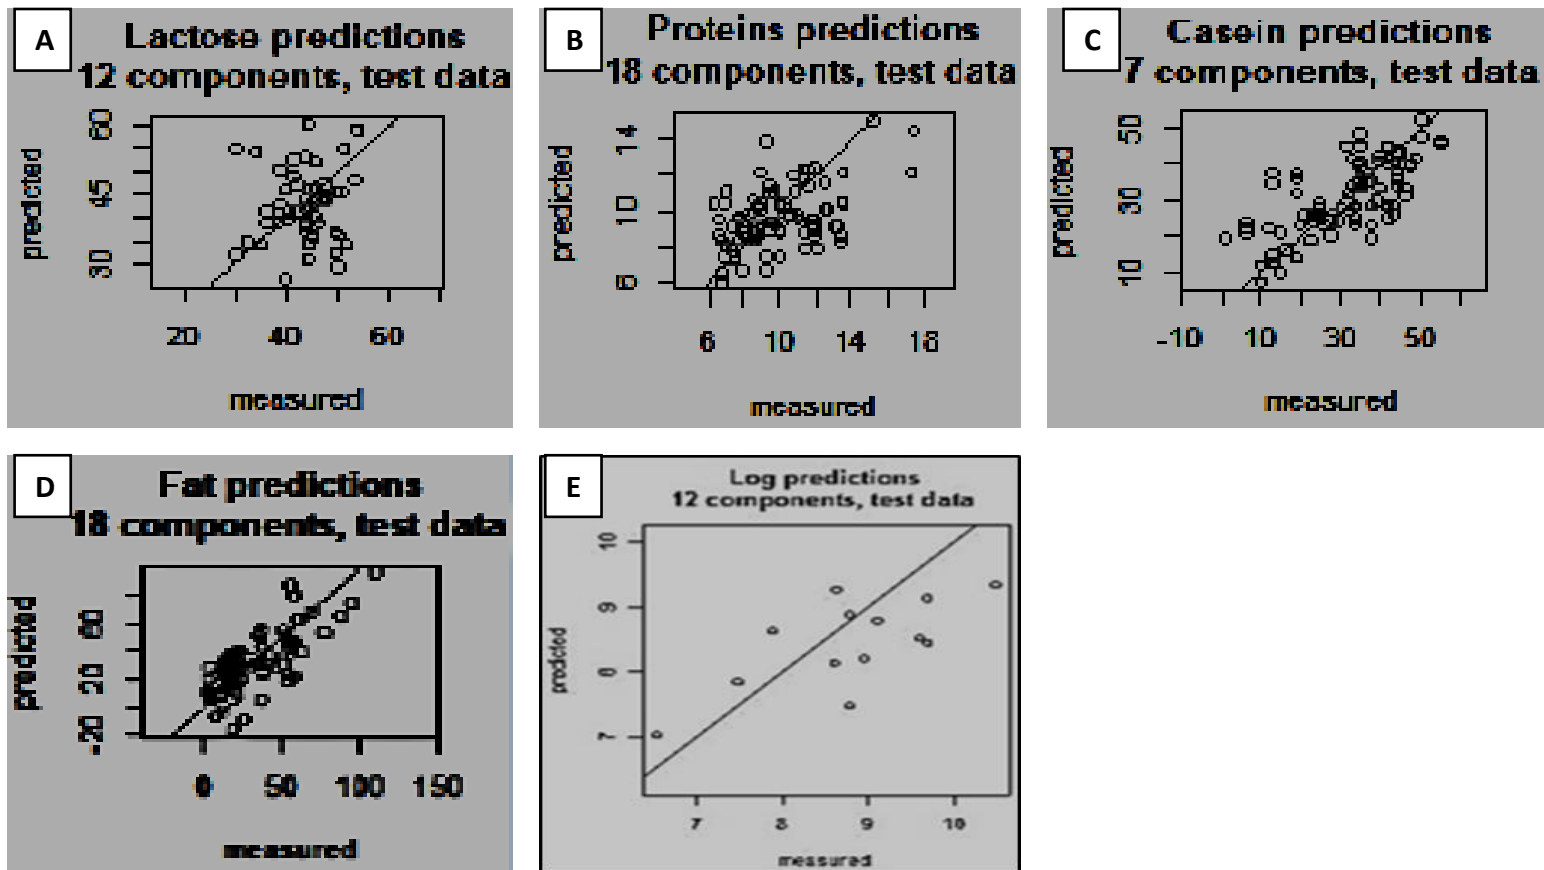 A
Lactose predictions
12 components, test data
60
45
30
predicted
20 40 60
measured
B
Proteins predictions
18 components, test data
14
10
6
predicted
6 10 14 18
measured
C
Casein predictions
7 components, test data
50
30
10
predicted
-10 10 30 50
measured
D
Fat predictions
18 components, test data
60
20
-20
predicted
0 50 100 150
measured
E
Log predictions
12 components, test data
10
9
8
7
predicted
7 8 9 10
measured